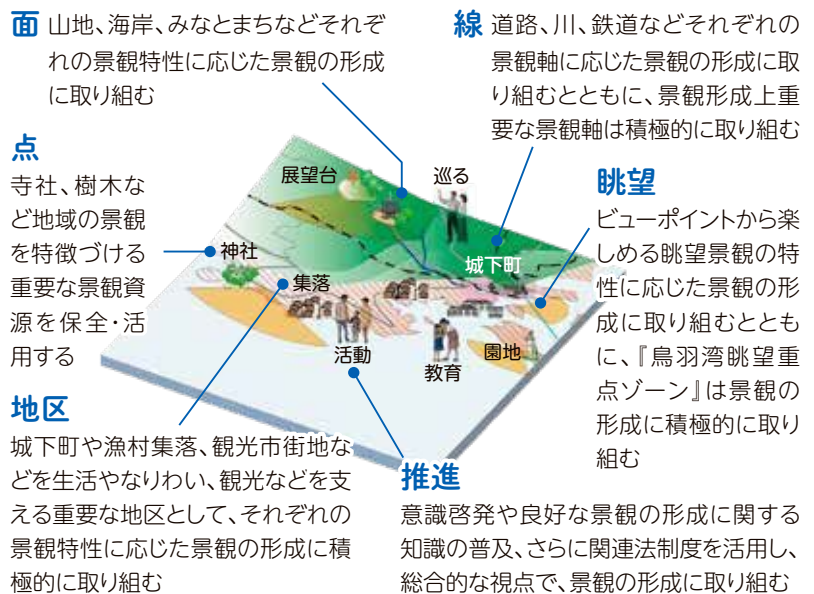 面 山地、海岸、みなとまちなどそれぞ
れの景観特性に応じた景観の形成
に取り組む
線 道路、川、鉄道などそれぞれの
景観軸に応じた景観の形成に取
り組むとともに、景観形成上重
要な景観軸は積極的に取り組む
点
寺社、樹木な
ど地域の景観
を特徴づける
重要な景観資
源を保全・活
用する
展望台
巡る
神社
城下町
集落
活動
教育
園地
眺望
ビューポイントから楽
しめる眺望景観の特
性に応じた景観の形
成に取り組むととも
に、『鳥羽湾眺望重
点ゾーン』は景観の
形成に積極的に取り
組む
地区
城下町や漁村集落、観光市街地な
どを生活やなりわい、観光などを支
える重要な地区として、それぞれの
景観特性に応じた景観の形成に積
極的に取り組む
推進
意識啓発や良好な景観の形成に関する
知識の普及、さらに関連法制度を活用し、
総合的な視点で、景観の形成に取り組む